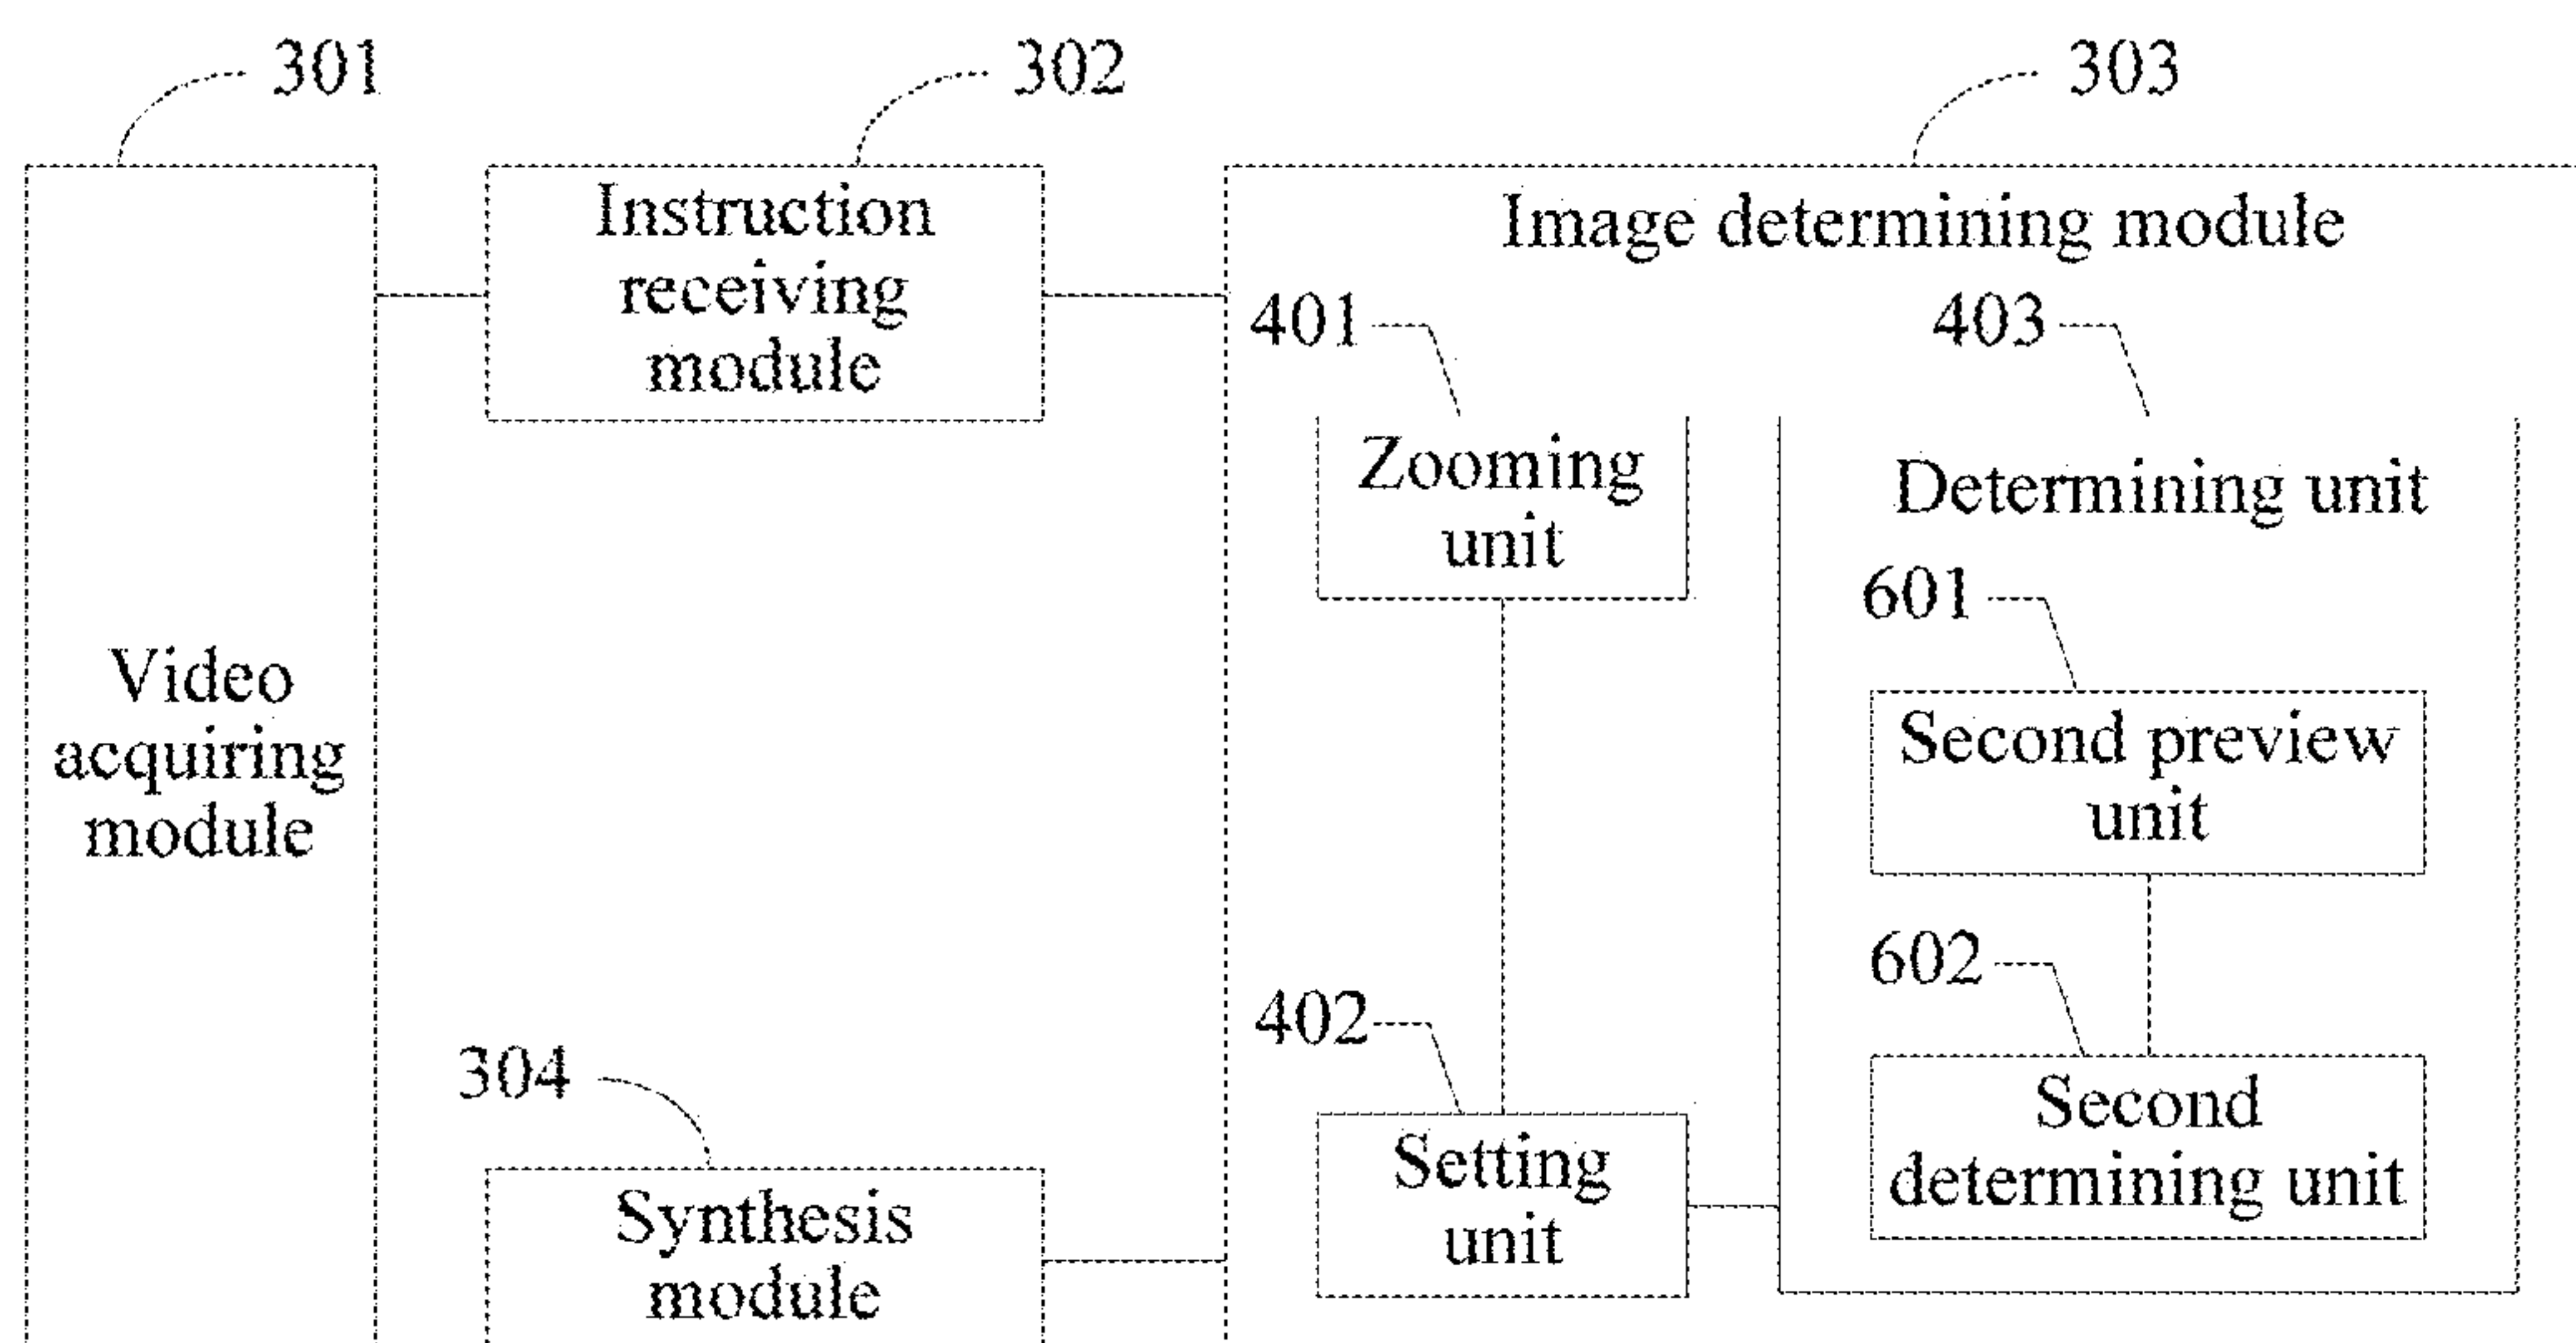 301
302
303
Instruction
receiving
module
Image determining module
401
403
Zooming
unit
Determining unit
601
Video
acquiring
module
Second preview
unit
602
402
304
Second
determining unit
Setting
unit
Synthesis
module